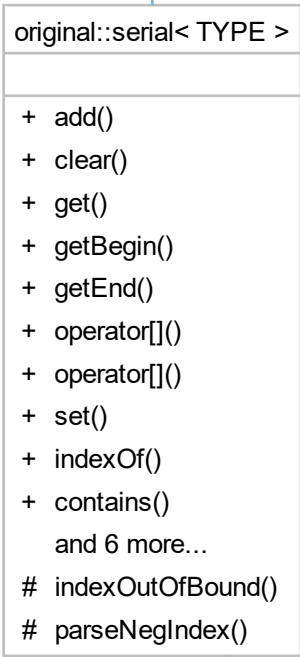 original::serial< TYPE >
+ add()
+ clear()
+ get()
+ getBegin()
+ getEnd()
+ operator[]()
+ operator[]()
+ set()
+ indexOf()
+ contains()
and 6 more...
# indexOutOfBound()
# parseNegIndex()